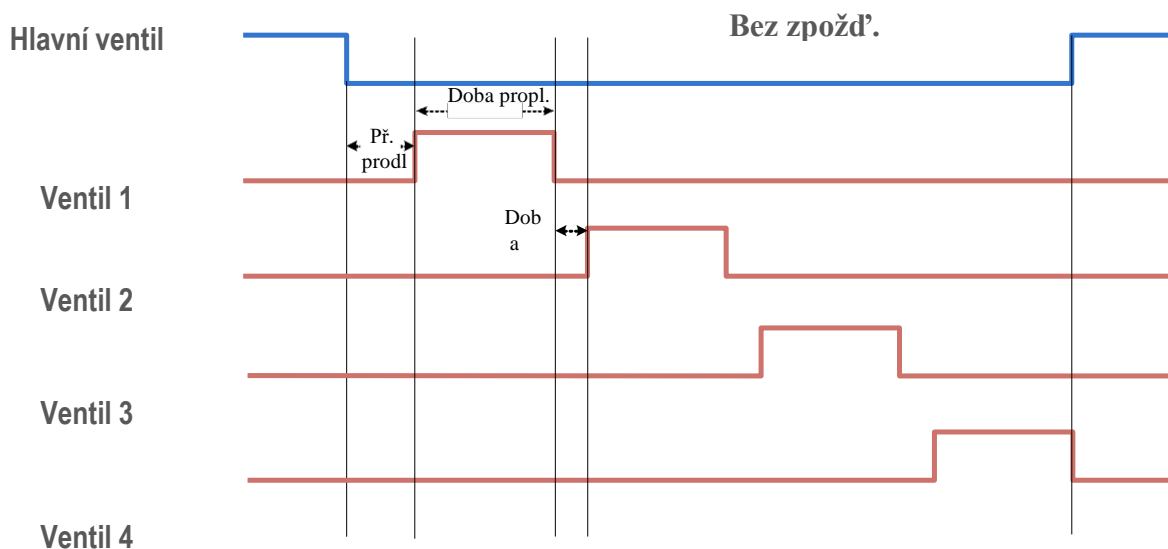 Hlavní ventil
Bez zpožď.
Doba propl.
Př.
prodl
Ventil 1
Dob
a
Ventil 2
Ventil 3
Ventil 4